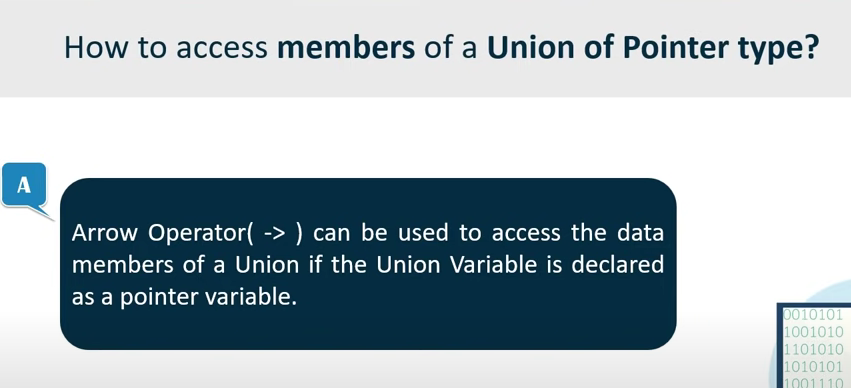 How to access members of a Union of Pointer type?
A
Arrow Operator( -> ) can be used to access the data
members of a Union if the Union Variable is declared
as a pointer variable.
0010101
1001010
1101010
1010101
1001110